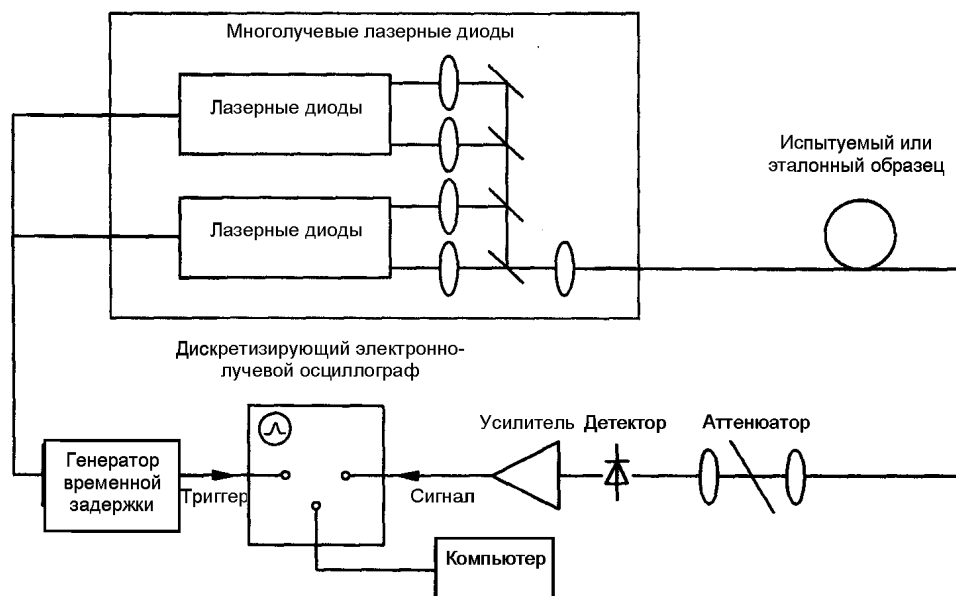 Многолучевые лазерные диоды
Лазерные диоды
Лазерные диоды
Испытуемый или
эталонный образец
Дискретизирующий электронно-
лучевой осциллограф
Усилитель
Детектор
Аттенюатор
Генератор
временной
задержки
Триггер
Сигнал
Компьютер